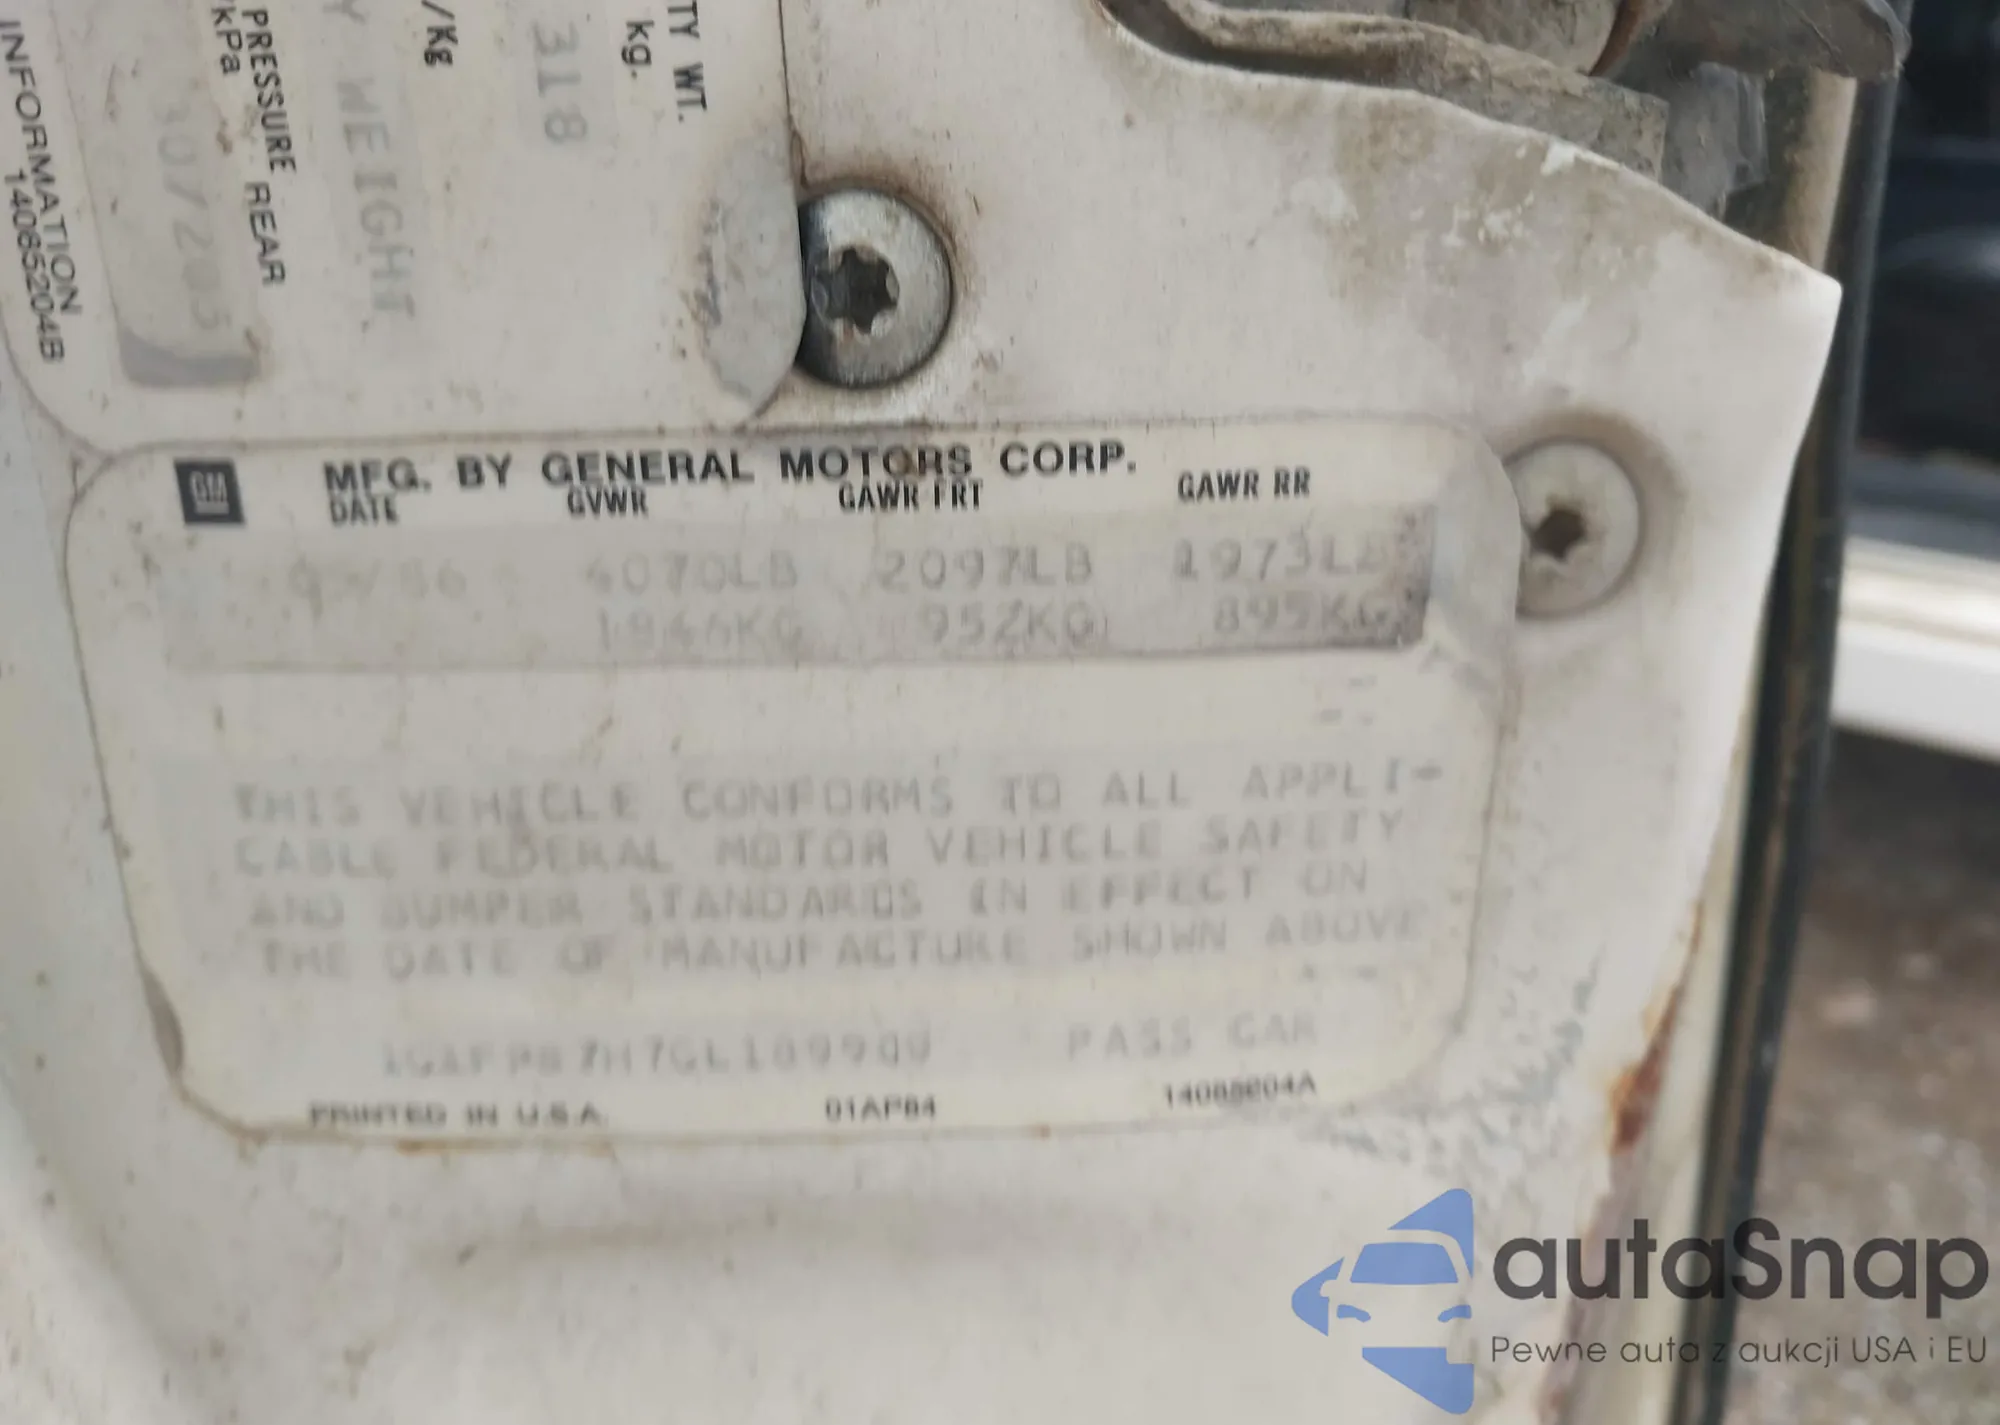 TY WT.
kg.
318
/Kg
Y WEIGHT
PRESSURE REAR
kPa
INFORMATION
14085204B
GM
MFG. BY GENERAL MOTORS CORP.
DATE GVWR GAWR FRT GAWR RR
4070LB 2097LB 1973LB
1846KG 952KG 895KG
THIS VEHICLE CONFORMS TO ALL APPLI-
CABLE FEDERAL MOTOR VEHICLE SAFETY
AND BUMPER STANDARDS IN EFFECT ON
THE DATE OF MANUFACTURE SHOWN ABOVE
PASS CAR
PRINTED IN U.S.A. 01AP84
autaSnap
Pewne auta z aukcji USA i EU